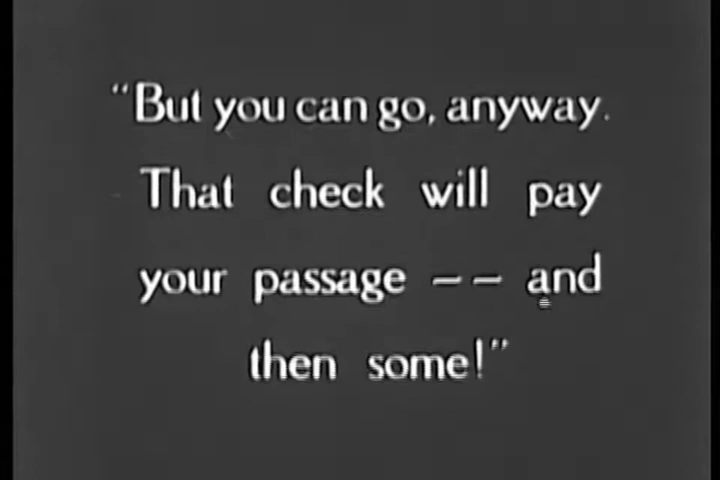 “But you can go, anyway.
That check will pay
your passage -- and
then some!”